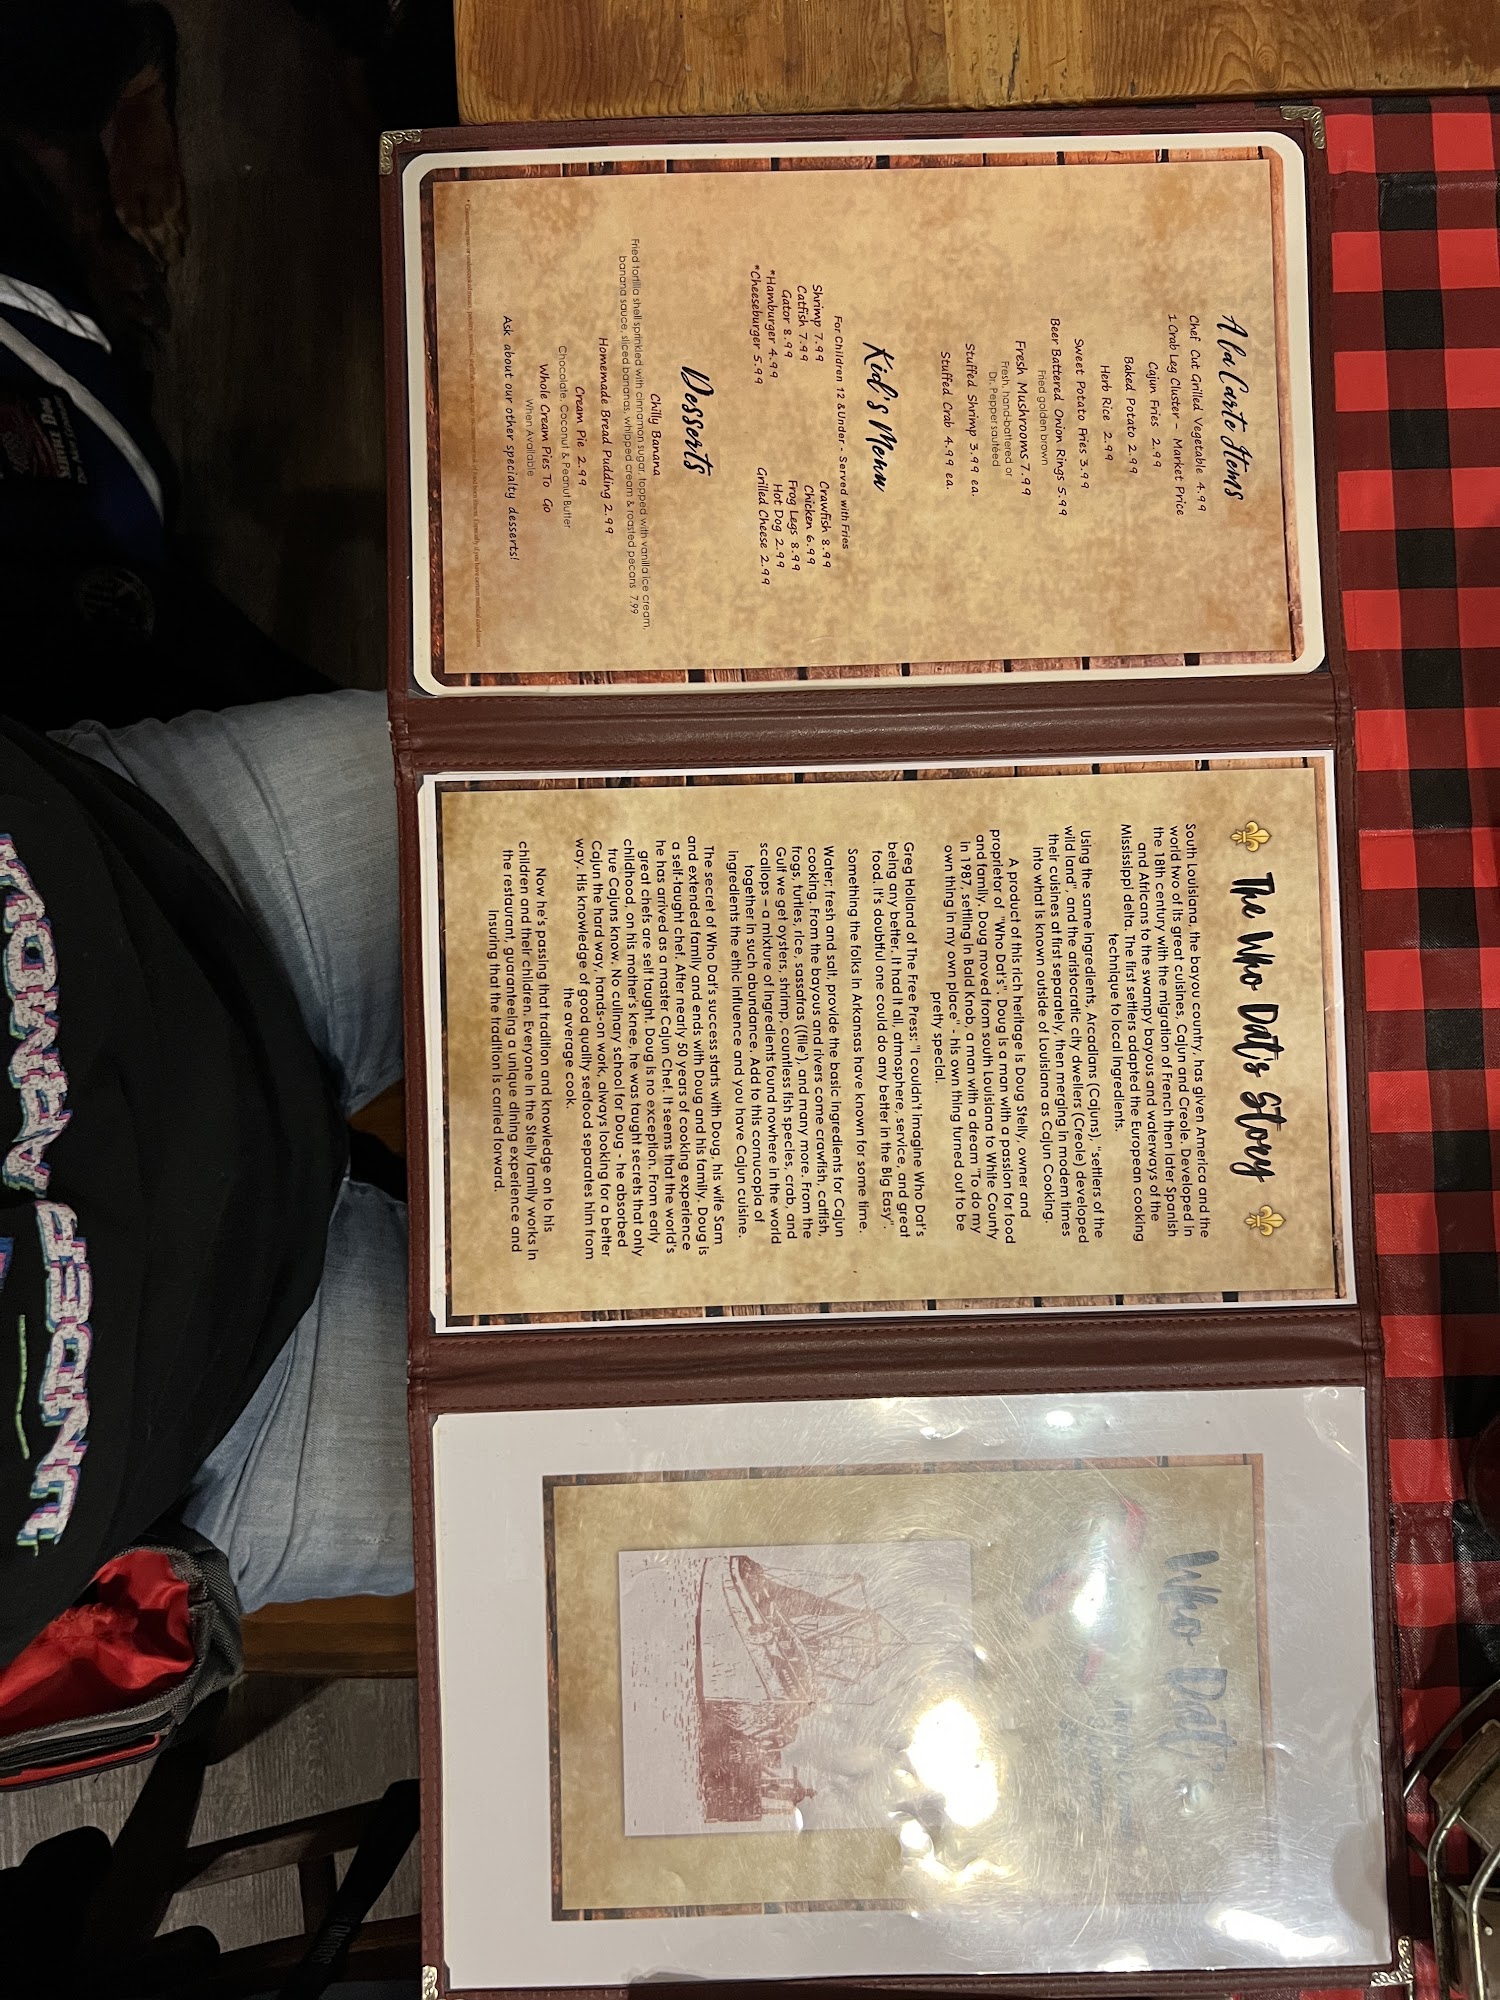 A la Carte Items
Chef Cut Grilled Vegetable 4.99
1 Crab Leg Cluster – Market Price
Cajun Fries 2.99
Baked Potato 2.99
Herb Rice 2.99
Sweet Potato Fries 3.99
Beer Battered Onion Rings 5.99
Fried golden brown
Fresh Mushrooms 7.99
Fresh, hand-battered or
Dr. Pepper sautéed
Stuffed Shrimp 3.99 ea.
Stuffed Crab 4.99 ea.
Kid's Menu
For Children 12 &Under - Served with Fries
Shrimp 7.99
Catfish 7.99
Gator 8.99
*Hamburger 4.99
*Cheeseburger 5.99
Crawfish 8.99
Chicken 6.99
Frog Legs 8.99
Hot Dog 2.99
Grilled Cheese 2.99
Desserts
Chilly Banana
Fried tortilla shell sprinkled with cinnamon sugar, topped with vanilla ice cream,
banana sauce, sliced bananas, whipped cream & roasted pecans 7.99
Homemade Bread Pudding 2.99
Cream Pie 2.99
Chocolate, Coconut & Peanut Butter
Whole Cream Pies To Go
When Available
Ask about our other specialty desserts!
The Who Dat's Story
South Louisiana, the bayou country, has given America and the
world two of its great cuisines, Cajun and Creole. Developed in
the 18th century with the migration of French then later Spanish
and Africans to the swampy bayous and waterways of the
Mississippi delta. The first settlers adapted the European cooking
technique to local ingredients.
Using the same ingredients, Arcadians (Cajuns), "settlers of the
wild land", and the aristocratic city dwellers (Creole) developed
their cuisines at first separately, then merging in modern times
into what is known outside of Louisiana as Cajun Cooking.
A product of this rich heritage is Doug Stelly, owner and
proprietor of "Who Dat's". Doug is a man with a passion for food
and family. Doug moved from south Louisiana to White County
in 1987, settling in Bald Knob, a man with a dream "To do my
own thing in my own place" - his own thing turned out to be
pretty special.
Greg Holland of The Free Press: "I couldn't imagine Who Dat's
being any better. It had it all, atmosphere, service, and great
food. It's doubtful one could do any better in the Big Easy".
Something the folks in Arkansas have known for some time.
Water; fresh and salt, provide the basic ingredients for Cajun
cooking. From the bayous and rivers come crawfish, catfish,
frogs, turtles, rice, sassafras ((file'), and many more. From the
Gulf we get oysters, shrimp, countless fish species, crab, and
scallops – a mixture of ingredients found nowhere in the world
together in such abundance. Add to this cornucopia of
ingredients the ethic influence and you have Cajun cuisine.
The secret of Who Dat's success starts with Doug, his wife Sam
and extended family and ends with Doug and his family. Doug is
a self-taught chef. After nearly 50 years of cooking experience
he has arrived as a master Cajun Chef. It seems that the world's
great chefs are self taught. Doug is no exception. From early
childhood, on his mother's knee, he was taught secrets that only
true Cajuns know. No culinary school for Doug - he absorbed
Cajun the hard way, hands-on work, always looking for a better
way. His knowledge of good quality seafood separates him from
the average cook.
Now he's passing that tradition and knowledge on to his
children and their children. Everyone in the Stelly family works in
the restaurant, guaranteeing a unique dining experience and
insuring that the tradition is carried forward.
Who Dat's